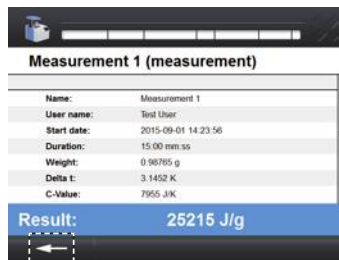 Measurement 1 (measurement)
Name: Measurement 1
User name: Test User
Start date: 2015-09-01 14:23:56
Duration: 15:00 mm:ss
Weight: 0.98765 g
Delta t: 3.1452 K
C-Value: 7955 J/K
Result: 25215 J/g